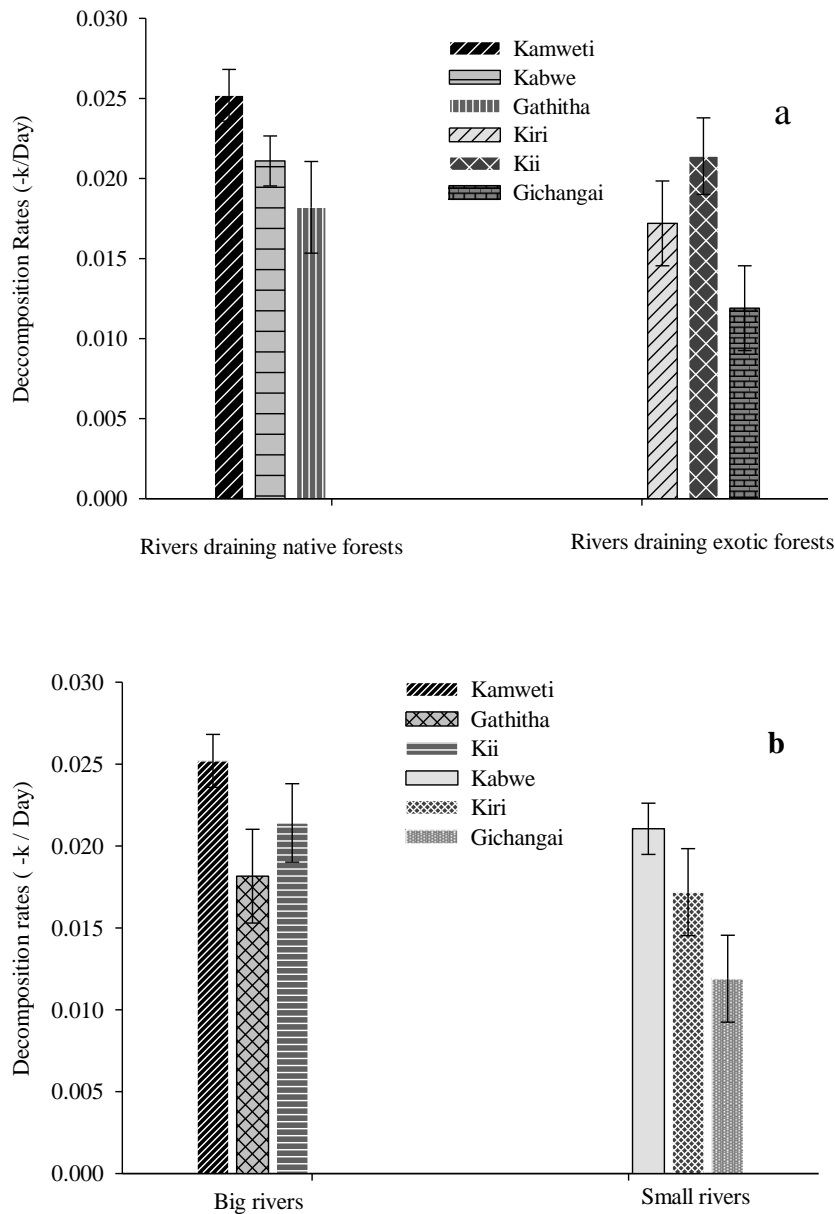 0.030
0.025
0.020
0.015
0.010
0.005
0.000
Deccomposition Rates (-k/Day)
Kamweti
Kabwe
Gathitha
Kiri
Kii
Gichangai
a
Rivers draining native forests
Rivers draining exotic forests
0.030
0.025
0.020
0.015
0.010
0.005
0.000
Decomposition rates ( -k / Day)
Kamweti
Gathitha
Kii
Kabwe
Kiri
Gichangai
b
Big rivers
Small rivers